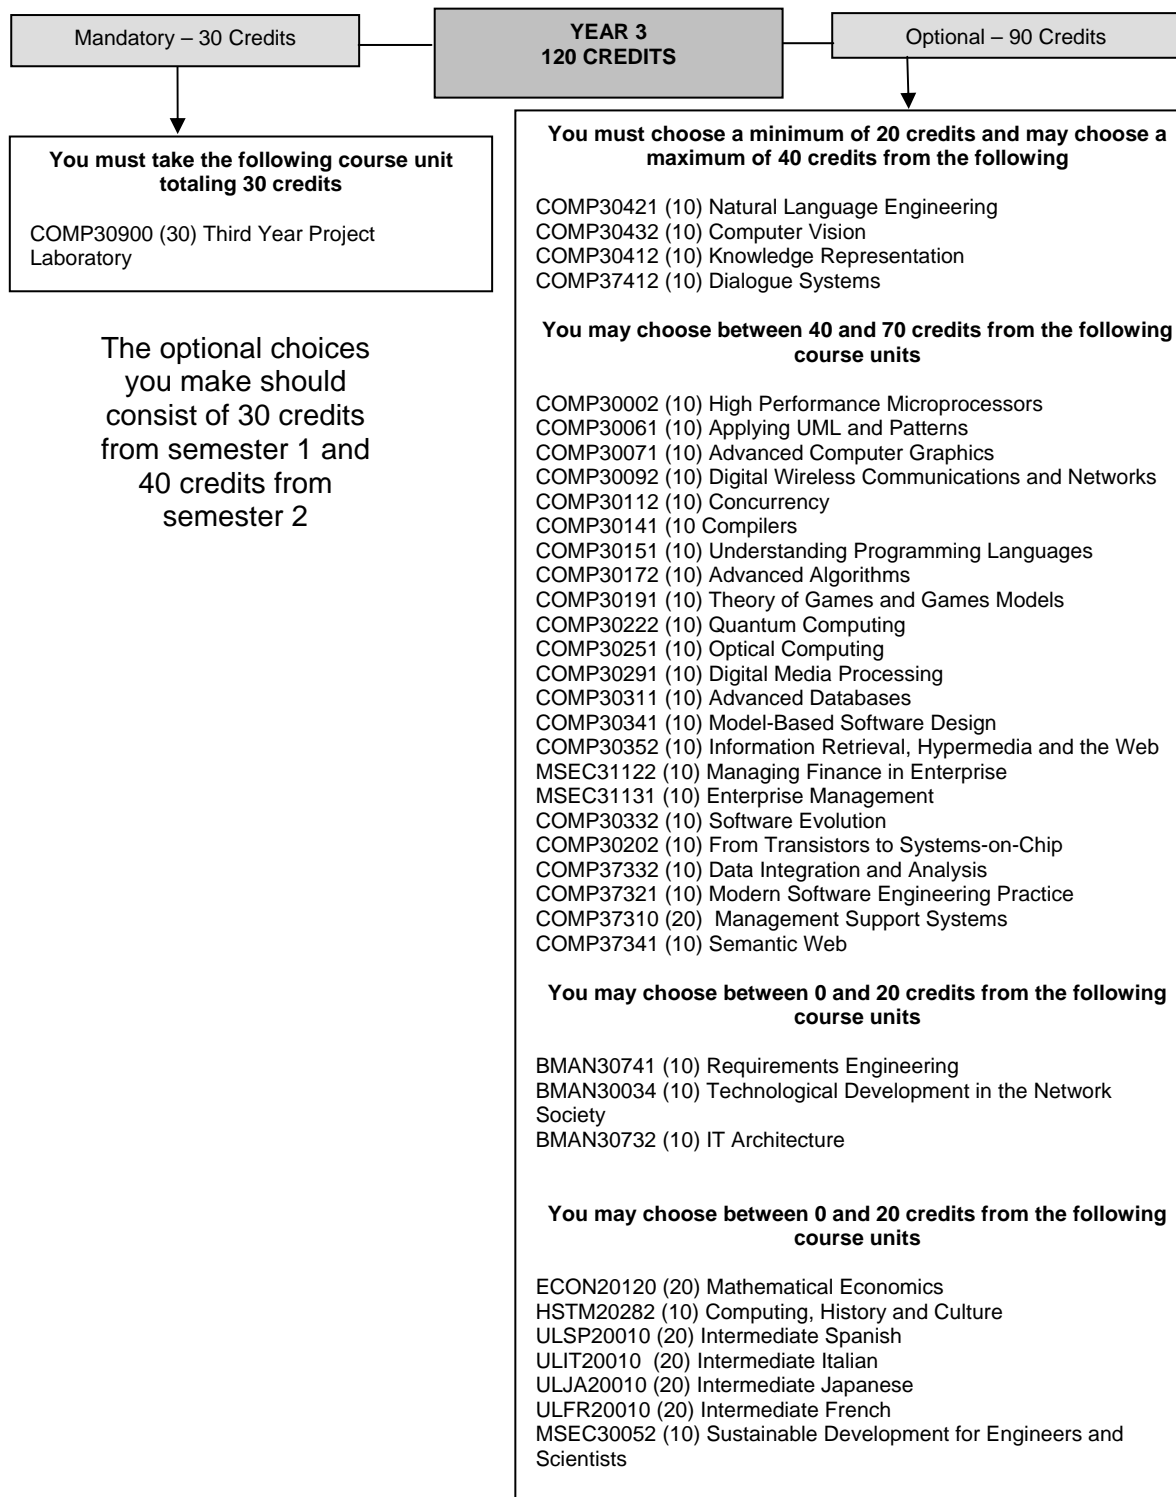 Mandatory – 30 Credits
YEAR 3
120 CREDITS
Optional – 90 Credits
You must take the following course unit
totaling 30 credits
COMP30900 (30) Third Year Project
Laboratory
The optional choices
you make should
consist of 30 credits
from semester 1 and
40 credits from
semester 2
You must choose a minimum of 20 credits and may choose a
maximum of 40 credits from the following
COMP30421 (10) Natural Language Engineering
COMP30432 (10) Computer Vision
COMP30412 (10) Knowledge Representation
COMP37412 (10) Dialogue Systems
You may choose between 40 and 70 credits from the following
course units
COMP30002 (10) High Performance Microprocessors
COMP30061 (10) Applying UML and Patterns
COMP30071 (10) Advanced Computer Graphics
COMP30092 (10) Digital Wireless Communications and Networks
COMP30112 (10) Concurrency
COMP30141 (10 Compilers
COMP30151 (10) Understanding Programming Languages
COMP30172 (10) Advanced Algorithms
COMP30191 (10) Theory of Games and Games Models
COMP30222 (10) Quantum Computing
COMP30251 (10) Optical Computing
COMP30291 (10) Digital Media Processing
COMP30311 (10) Advanced Databases
COMP30341 (10) Model-Based Software Design
COMP30352 (10) Information Retrieval, Hypermedia and the Web
MSEC31122 (10) Managing Finance in Enterprise
MSEC31131 (10) Enterprise Management
COMP30332 (10) Software Evolution
COMP30202 (10) From Transistors to Systems-on-Chip
COMP37332 (10) Data Integration and Analysis
COMP37321 (10) Modern Software Engineering Practice
COMP37310 (20)  Management Support Systems
COMP37341 (10) Semantic Web
You may choose between 0 and 20 credits from the following
course units
BMAN30741 (10) Requirements Engineering
BMAN30034 (10) Technological Development in the Network
Society
BMAN30732 (10) IT Architecture
You may choose between 0 and 20 credits from the following
course units
ECON20120 (20) Mathematical Economics
HSTM20282 (10) Computing, History and Culture
ULSP20010 (20) Intermediate Spanish
ULIT20010  (20) Intermediate Italian
ULJA20010 (20) Intermediate Japanese
ULFR20010 (20) Intermediate French
MSEC30052 (10) Sustainable Development for Engineers and
Scientists